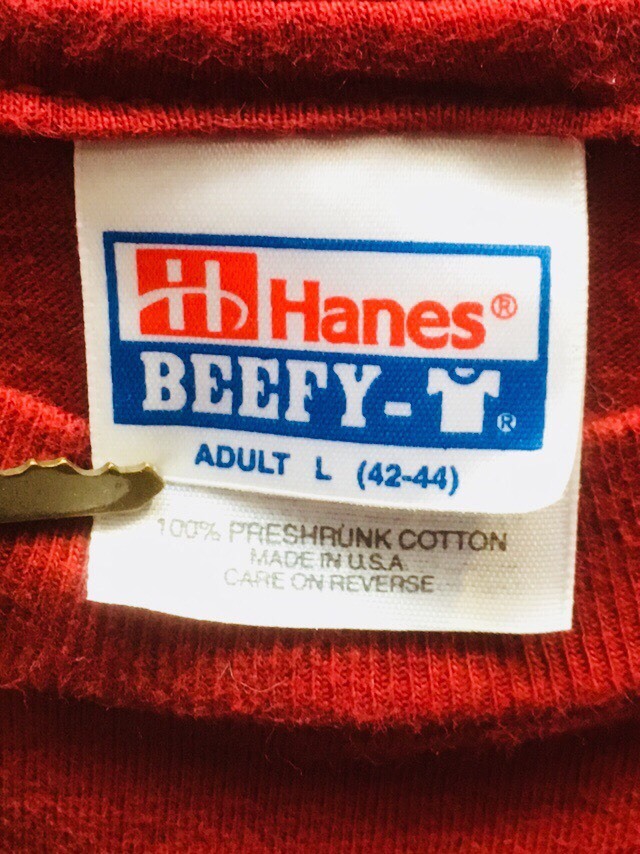 Hanes®
BEEFY-®
ADULT L (42-44)
100% PRESHRUNK COTTON
MADE IN U.S.A.
CARE ON REVERSE